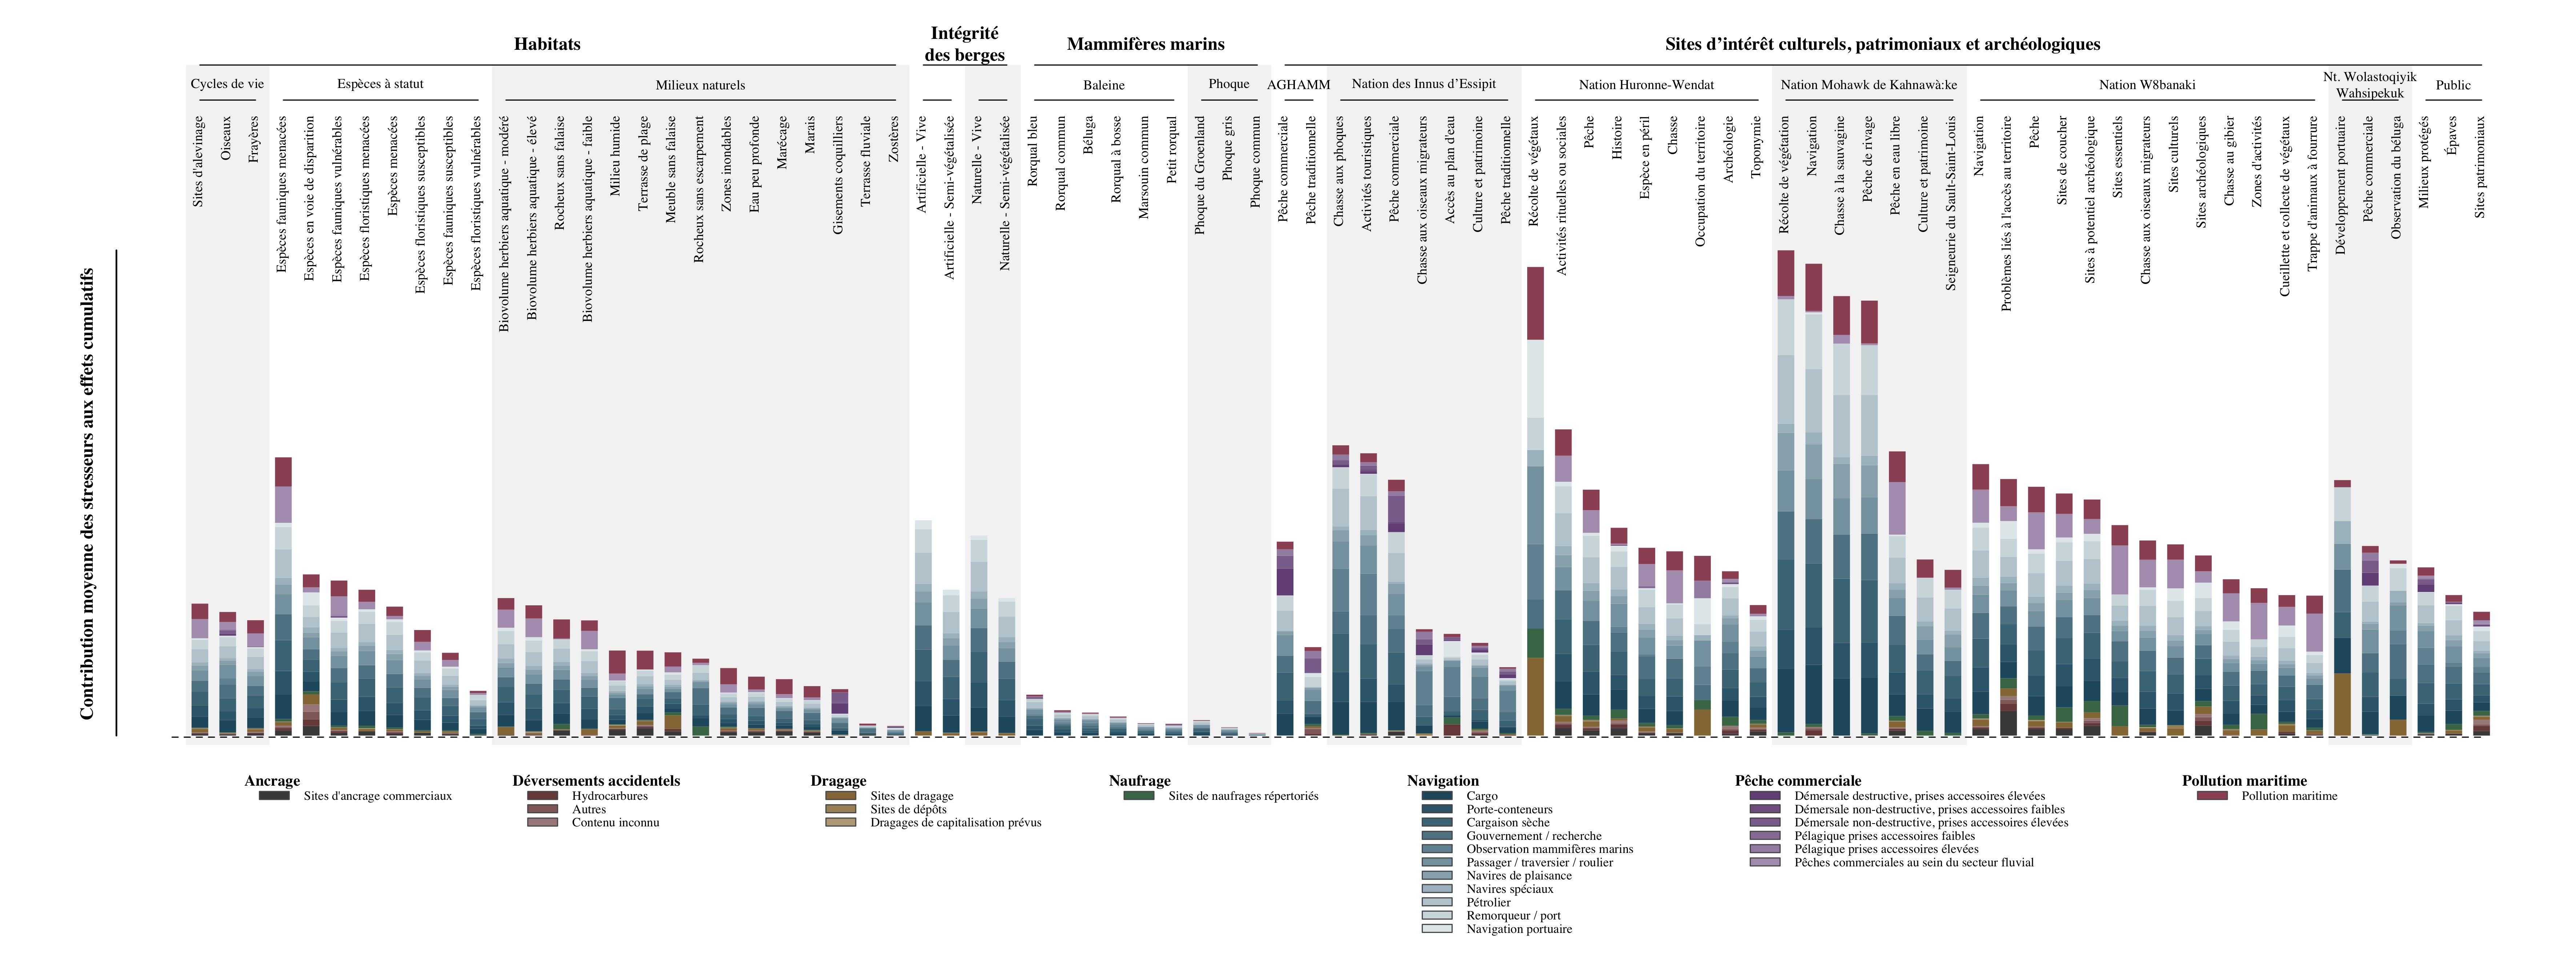 Habitats
Intégrité
des berges
Mammifères marins
Sites d’intérêt culturels, patrimoniaux et archéologiques
Cycles de vie
Espèces à statut
Milieux naturels
Baleine
Phoque
AGHAMM
Nation des Innus d’Essipit
Nation Huronne-Wendat
Nation Mohawk de Kahnawà:ke
Nation W8banaki
Nt. Wolastoqiyik
Wahsipekuk
Public
Sites d'alevinage
Oiseaux
Frayères
Espèces fauniques menacées
Espèces en voie de disparition
Espèces fauniques vulnérables
Espèces floristiques menacées
Espèces menacées
Espèces floristiques susceptibles
Espèces fauniques susceptibles
Espèces floristiques vulnérables
Biovolume herbiers aquatique - modéré
Biovolume herbiers aquatique - élevé
Rocheux sans falaise
Biovolume herbiers aquatique - faible
Milieu humide
Terrasse de plage
Meuble sans falaise
Rocheux sans escarpement
Zones inondables
Eau peu profonde
Marécage
Marais
Gisements coquilliers
Terrasse fluviale
Zostères
Artificielle - Vive
Artificielle - Semi-végétalisée
Naturelle - Vive
Naturelle - Semi-végétalisée
Rorqual bleu
Rorqual commun
Béluga
Rorqual à bosse
Marsouin commun
Petit rorqual
Phoque du Groenland
Phoque gris
Phoque commun
Pêche commerciale
Pêche traditionnelle
Chasse aux phoques
Activités touristiques
Pêche commerciale
Chasse aux oiseaux migrateurs
Accès au plan d'eau
Culture et patrimoine
Pêche traditionnelle
Récolte de végétaux
Activités rituelles ou sociales
Pêche
Histoire
Espèce en péril
Chasse
Occupation du territoire
Archéologie
Toponymie
Récolte de végétation
Navigation
Chasse à la sauvagine
Pêche de rivage
Pêche en eau libre
Culture et patrimoine
Seigneurie du Sault-Saint-Louis
Navigation
Problèmes liés à l'accès au territoire
Pêche
Sites de coucher
Sites à potentiel archéologique
Sites essentiels
Chasse aux oiseaux migrateurs
Sites culturels
Sites archéologiques
Chasse au gibier
Zones d'activités
Cueillette et collecte de végétaux
Trappe d'animaux à fourrure
Développement portuaire
Pêche commerciale
Observation du béluga
Milieux protégés
Épaves
Sites patrimoniaux
Contribution moyenne des stresseurs aux effets cumulatifs
Ancrage
Sites d'ancrage commerciaux
Déversements accidentels
Hydrocarbures
Autres
Contenu inconnu
Dragage
Sites de dragage
Sites de dépôts
Dragages de capitalisation prévus
Naufrage
Sites de naufrages répertoriés
Navigation
Cargo
Porte-conteneurs
Cargaison sèche
Gouvernement / recherche
Observation mammifères marins
Passager / traversier / roulier
Navires de plaisance
Navires spéciaux
Pétrolier
Remorqueur / port
Navigation portuaire
Pêche commerciale
Démersale destructive, prises accessoires élevées
Démersale non-destructive, prises accessoires faibles
Démersale non-destructive, prises accessoires élevées
Pélagique prises accessoires faibles
Pélagique prises accessoires élevées
Pêches commerciales au sein du secteur fluvial
Pollution maritime
Pollution maritime